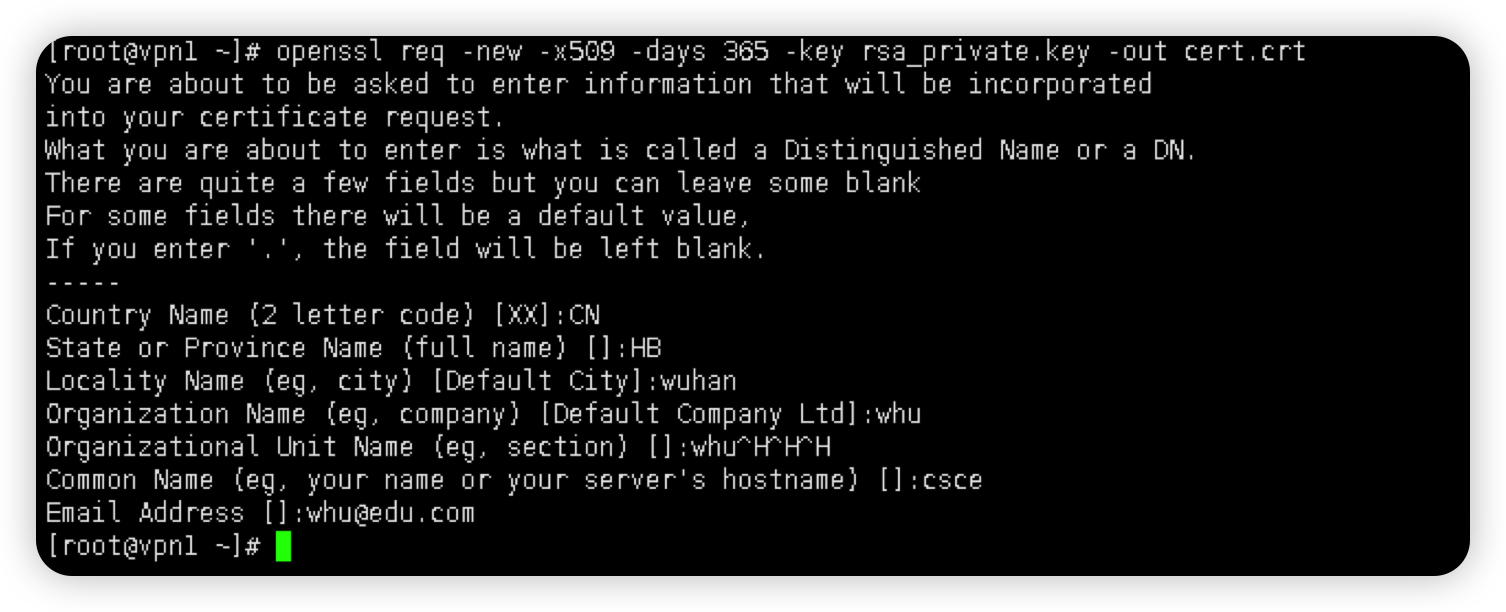 [root@vpn1 ~]# openssl req -new -x509 -days 365 -key rsa_private.key -out cert.crt
You are about to be asked to enter information that will be incorporated
into your certificate request.
What you are about to enter is what is called a Distinguished Name or a DN.
There are quite a few fields but you can leave some blank
For some fields there will be a default value,
If you enter '.', the field will be left blank.
-----
Country Name (2 letter code) [XX]:CN
State or Province Name (full name) []:HB
Locality Name (eg, city) [Default City]:wuhan
Organization Name (eg, company) [Default Company Ltd]:whu
Organizational Unit Name (eg, section) []:whu^H^H^H
Common Name (eg, your name or your server's hostname) []:csce
Email Address []:whu@edu.com
[root@vpn1 ~]#